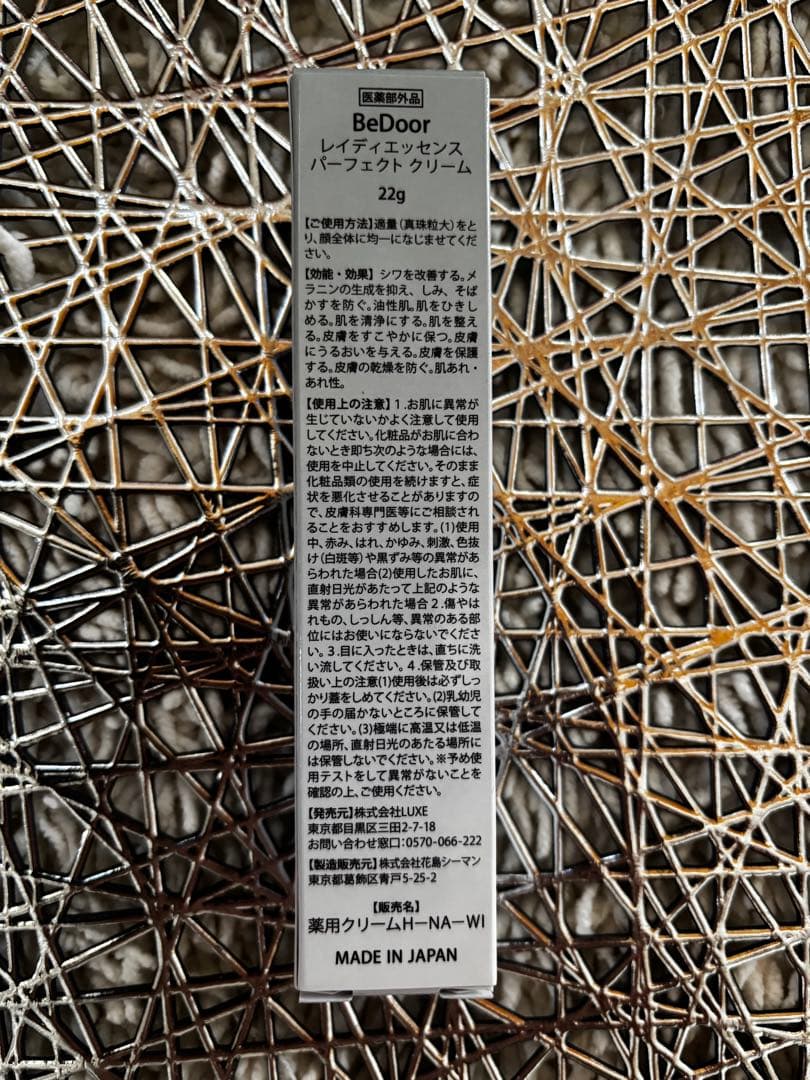 医薬部外品
BeDoor
レイディエッセンス
パーフェクト クリーム
22g
【ご使用方法】適量(真珠粒大)をと
り、顔全体に均一になじませてくだ
さい。
【効能・効果】シワを改善する。メ
ラニンの生成を抑え、しみ、そば
かすを防ぐ。油性肌。肌をひきし
める。肌を清浄にする。肌を整え
る。皮膚をすこやかに保つ。皮膚
にうるおいを与える。皮膚を保護
する。皮膚の乾燥を防ぐ。肌あれ・
あれ性。
【使用上の注意】1.お肌に異常が
生じていないかよく注意して使用
してください。化粧品がお肌に合わ
ないとき即ち次のような場合には、
使用を中止してください。そのまま
化粧品類の使用を続けますと、症
状を悪化させることがありますの
で、皮膚科専門医等にご相談され
ることをおすすめします。(1)使用
中、赤み、はれ、かゆみ、刺激、色抜
け(白斑等)や黒ずみ等の異常があ
らわれた場合(2)使用したお肌に、
直射日光があたって上記のような
異常があらわれた場合2.傷やは
れもの、しっしん等、異常のある部
位にはお使いにならないでくださ
い。3.目に入ったときは、直ちに洗
い流してください。4.保管及び取
扱い上の注意(1)使用後は必ずしっ
かり蓋をしめてください。(2)乳幼児
の手の届かないところに保管して
ください。(3)極端に高温又は低温
の場所、直射日光のあたる場所に
は保管しないでください。※予め使
用テストをして異常がないことを
確認の上、ご使用ください。
【発売元】株式会社LUXE
東京都目黒区三田2-7-18
お問い合わせ窓口:0570-066-222
【製造販売元】株式会社花島シーマン
東京都葛飾区青戸5-25-2
【販売名】
薬用クリームH－NA－WI
MADE IN JAPAN